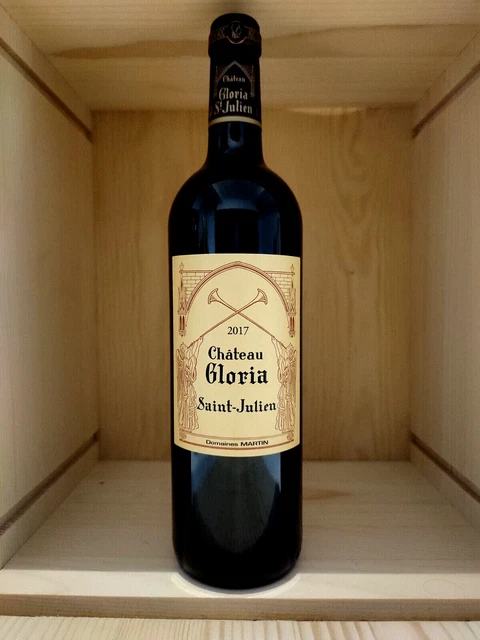 Château
Gloria
St Julien
2017
Château
Gloria
Saint-Julien
Domaines MARTIN